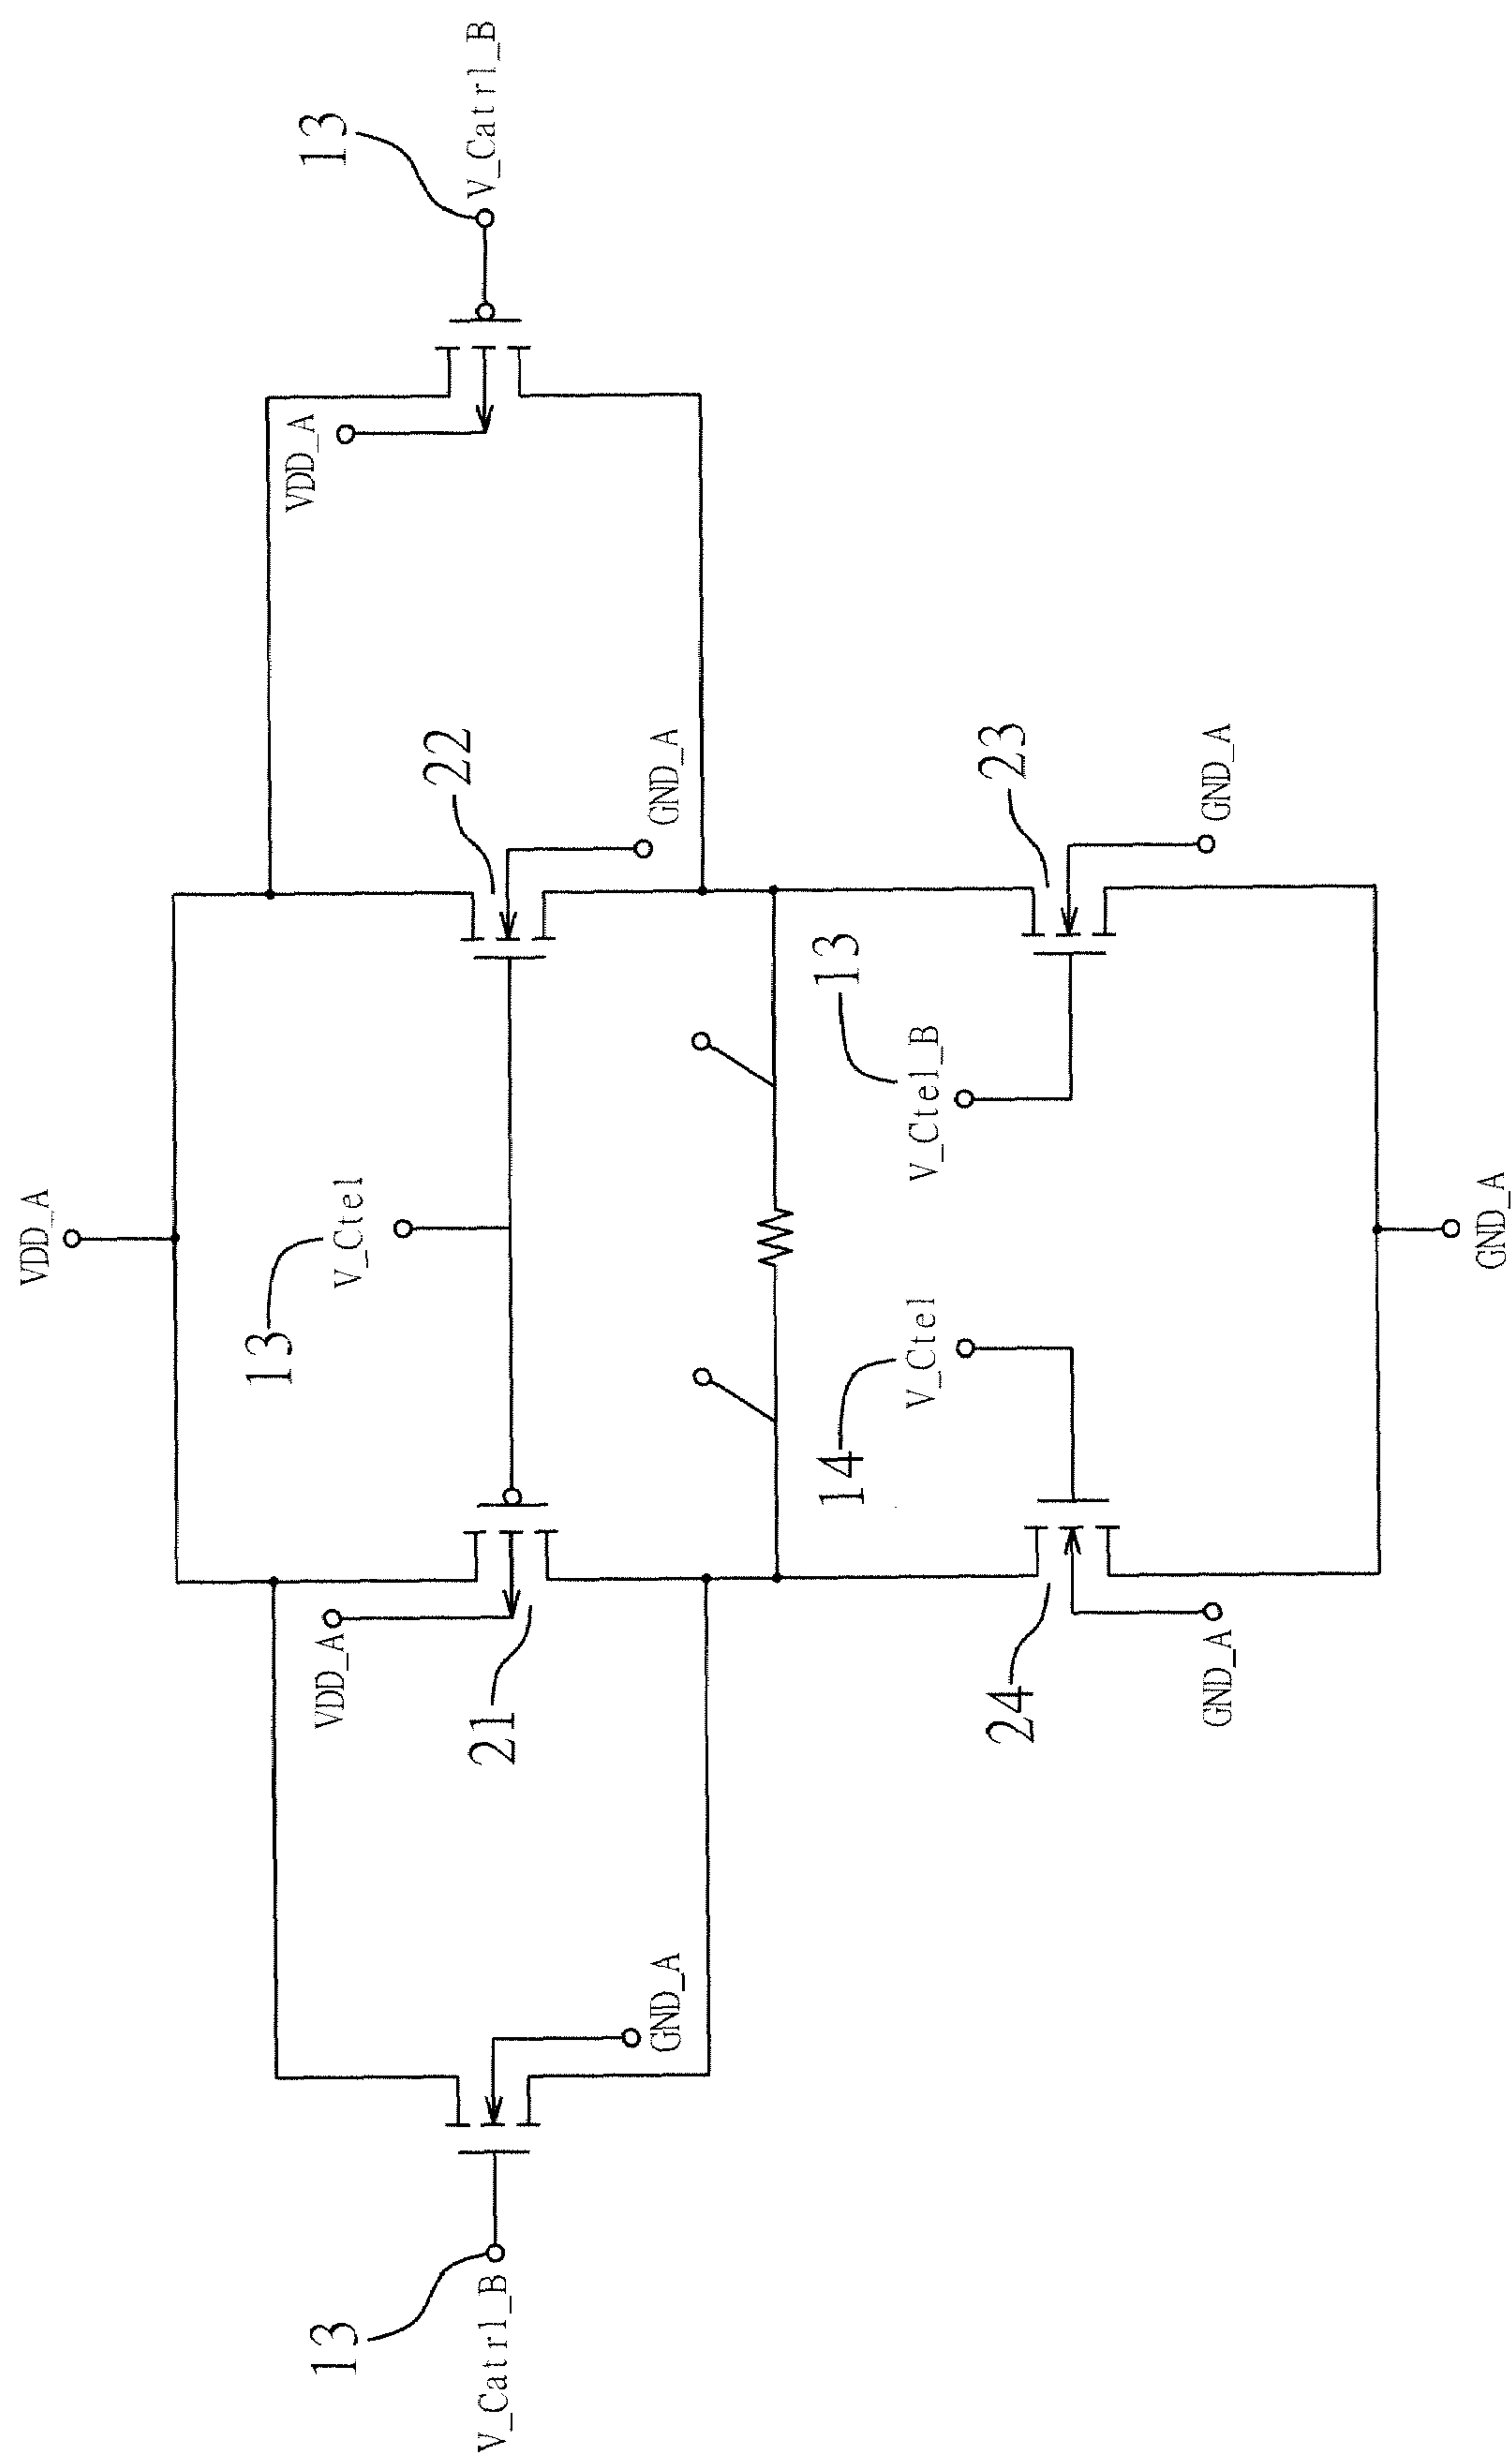 VDD_A
13
VDD_A
13
VDD_A
V_Ctel
13
22
V_Catrl_B
21
V_Catrl_B
GND_A
GND_A
14
13
V_Ctel
V_Ctel_B
24
23
GND_A
GND_A
GND_A